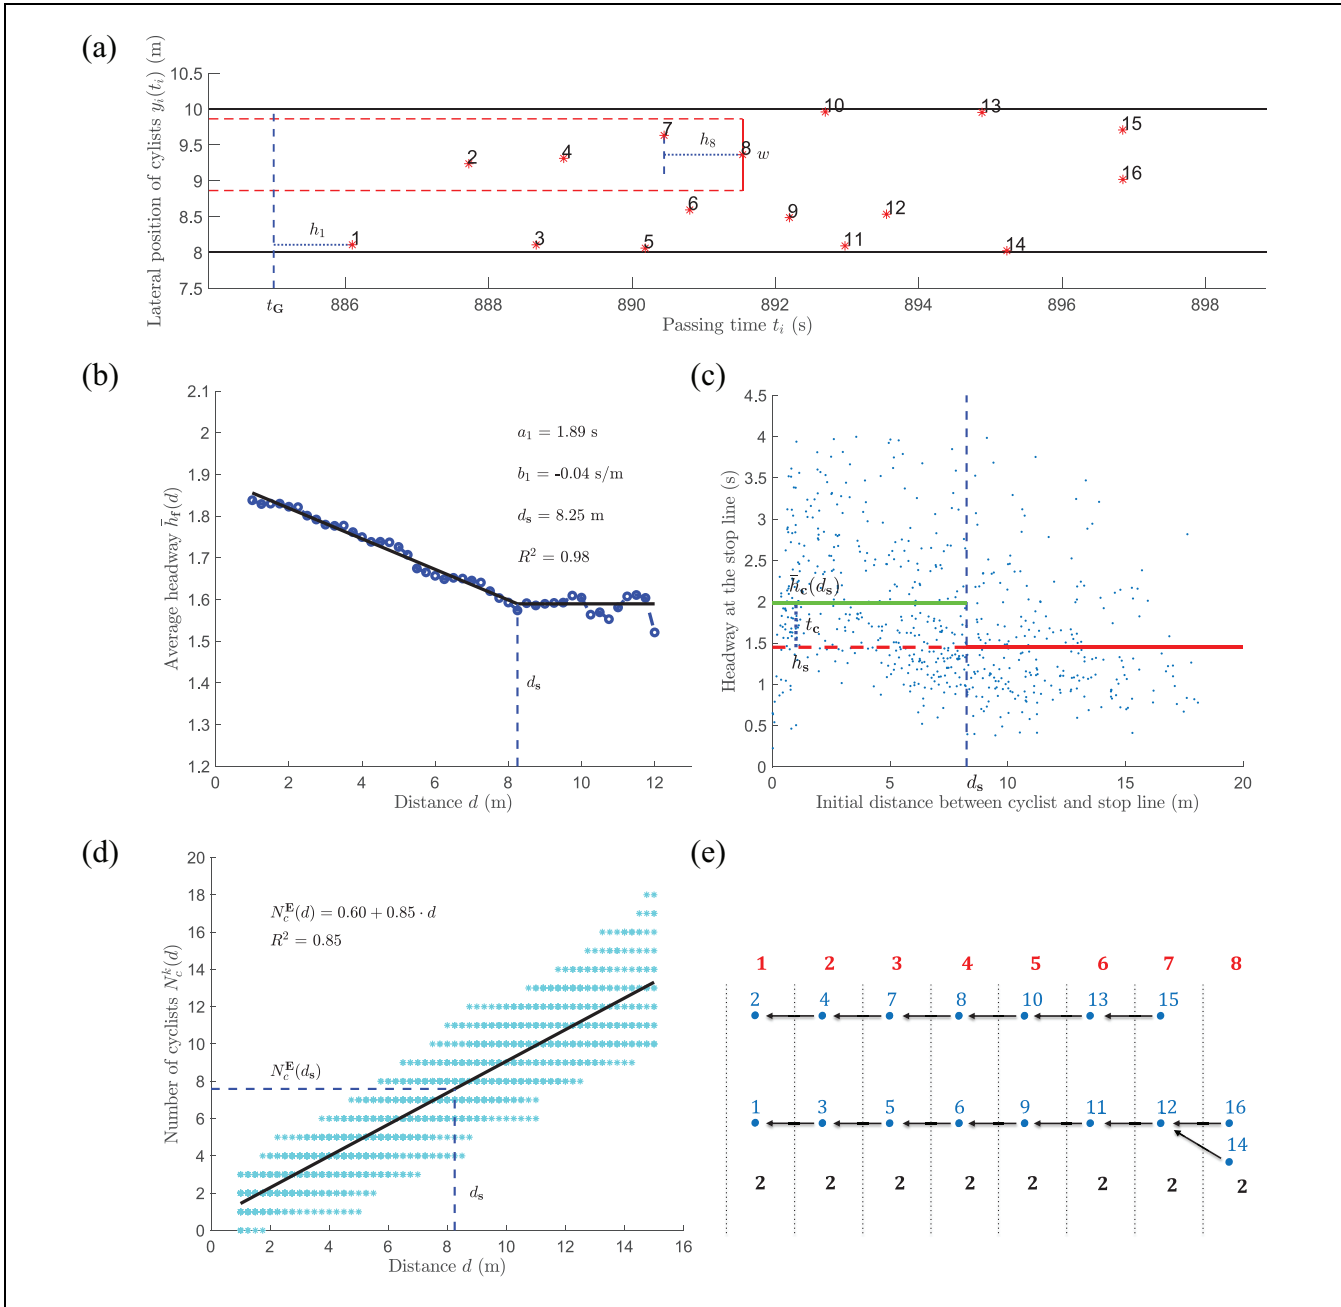 (a)
Lateral position of cylists y_i(t_i) (m)
10.5
10
9.5
9
8.5
8
7.5
t_G
886
888
890
892
894
896
898
Passing time t_i (s)
h_1
h_8
w
1
2
3
4
5
6
7
8
9
10
11
12
13
14
15
16
(b)
Average headway h̄_f(d)
2.1
2
1.9
1.8
1.7
1.6
1.5
1.4
1.3
1.2
0
2
4
6
8
10
12
Distance d (m)
a_1 = 1.89 s
b_1 = -0.04 s/m
d_s = 8.25 m
R^2 = 0.98
d_s
(c)
Headway at the stop line (s)
4.5
4
3.5
3
2.5
2
1.5
1
0.5
0
0
5
10
15
20
d_s
Initial distance between cyclist and stop line (m)
h̄_c(d_s)
t_c
h_s
(d)
Number of cyclists N_c^k(d)
20
18
16
14
12
10
8
6
4
2
0
0
2
4
6
8
10
12
14
16
Distance d (m)
N_c^E(d) = 0.60 + 0.85 · d
R^2 = 0.85
N_c^E(d_s)
d_s
(e)
1 2 3 4 5 6 7 8
2 4 7 8 10 13 15
1 3 5 6 9 11 12 16
14
2 2 2 2 2 2 2 2